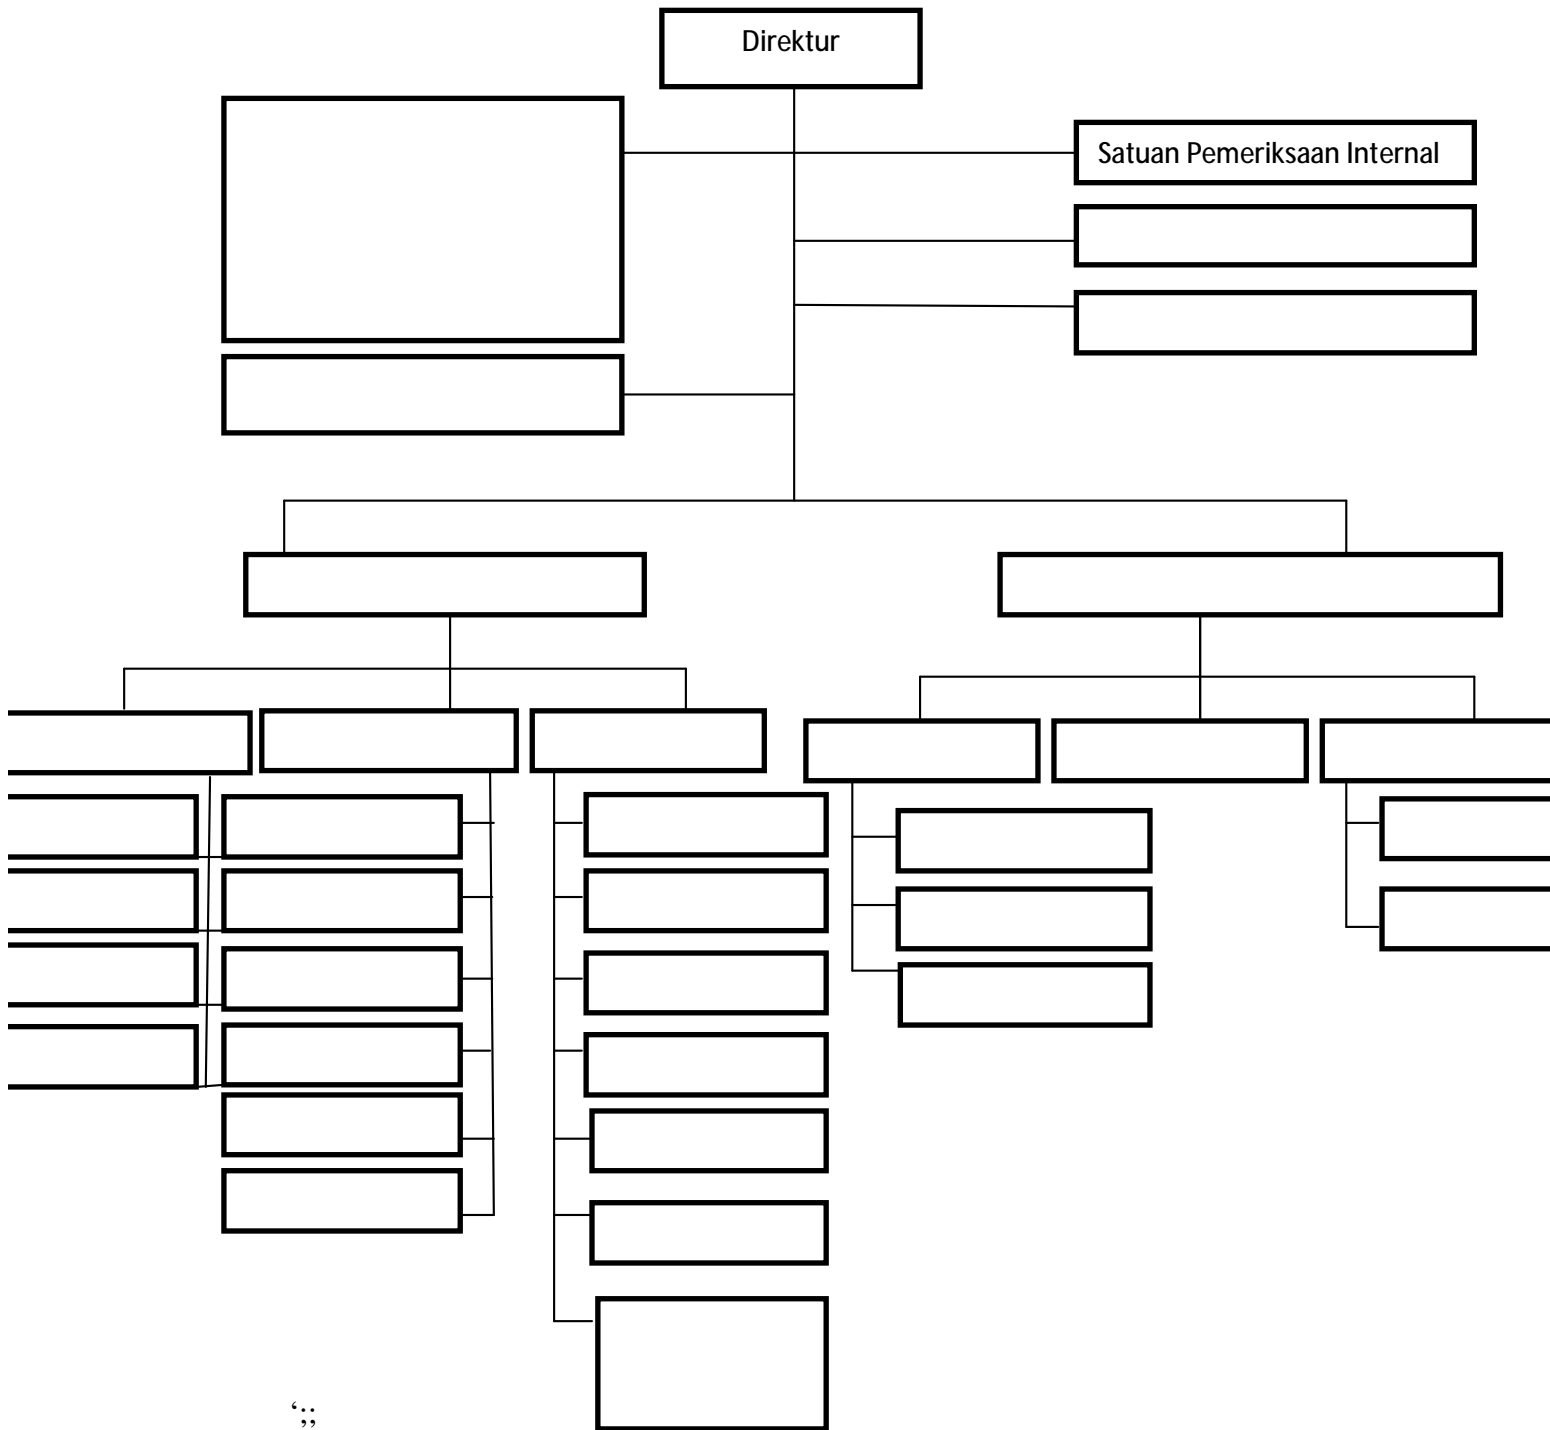 Direktur
Satuan Pemeriksaan Internal
‘;;